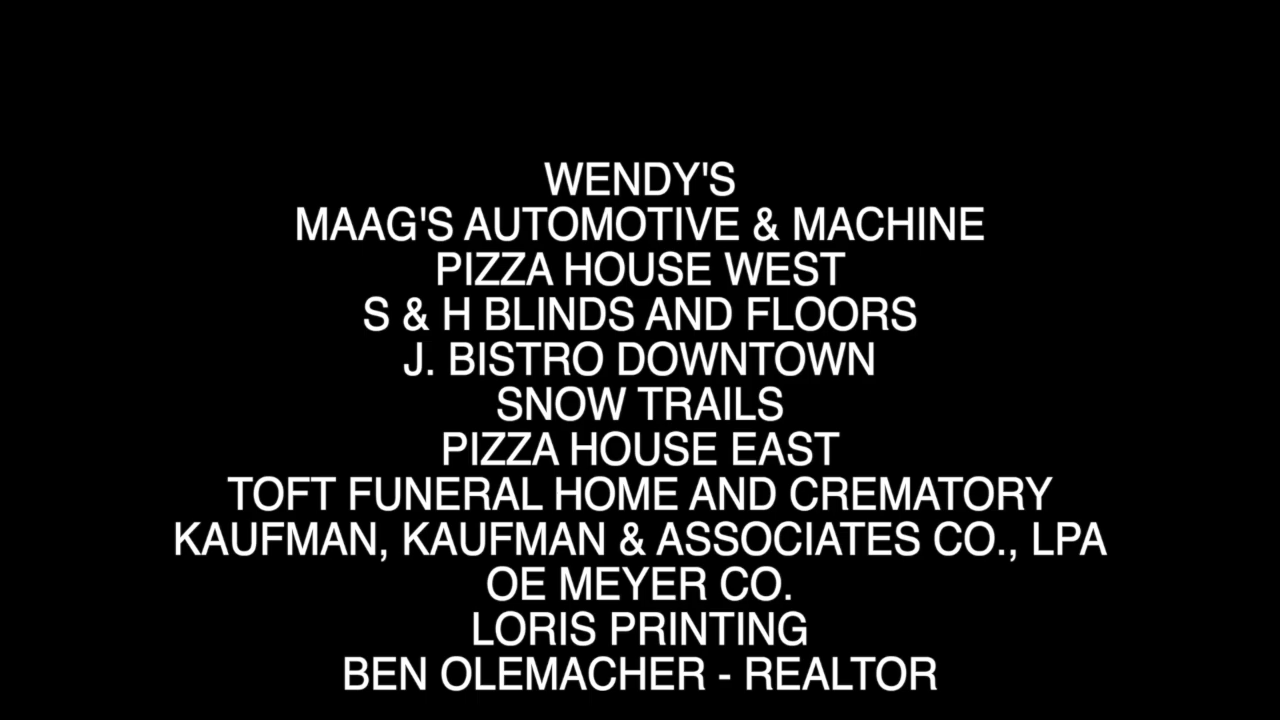 WENDY'S
MAAG'S AUTOMOTIVE & MACHINE
PIZZA HOUSE WEST
S & H BLINDS AND FLOORS
J. BISTRO DOWNTOWN
SNOW TRAILS
PIZZA HOUSE EAST
TOFT FUNERAL HOME AND CREMATORY
KAUFMAN, KAUFMAN & ASSOCIATES CO., LPA
OE MEYER CO.
LORIS PRINTING
BEN OLEMACHER - REALTOR